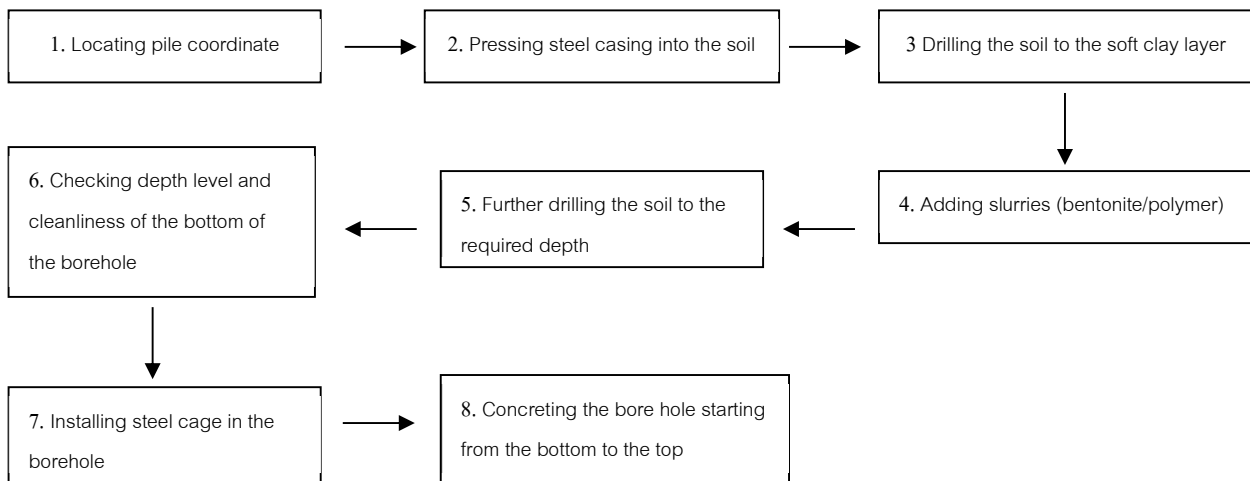 1. Locating pile coordinate
2. Pressing steel casing into the soil
3 Drilling the soil to the soft clay layer
4. Adding slurries (bentonite/polymer)
5. Further drilling the soil to the
required depth
6. Checking depth level and
cleanliness of the bottom of
the borehole
7. Installing steel cage in the
borehole
8. Concreting the bore hole starting
from the bottom to the top